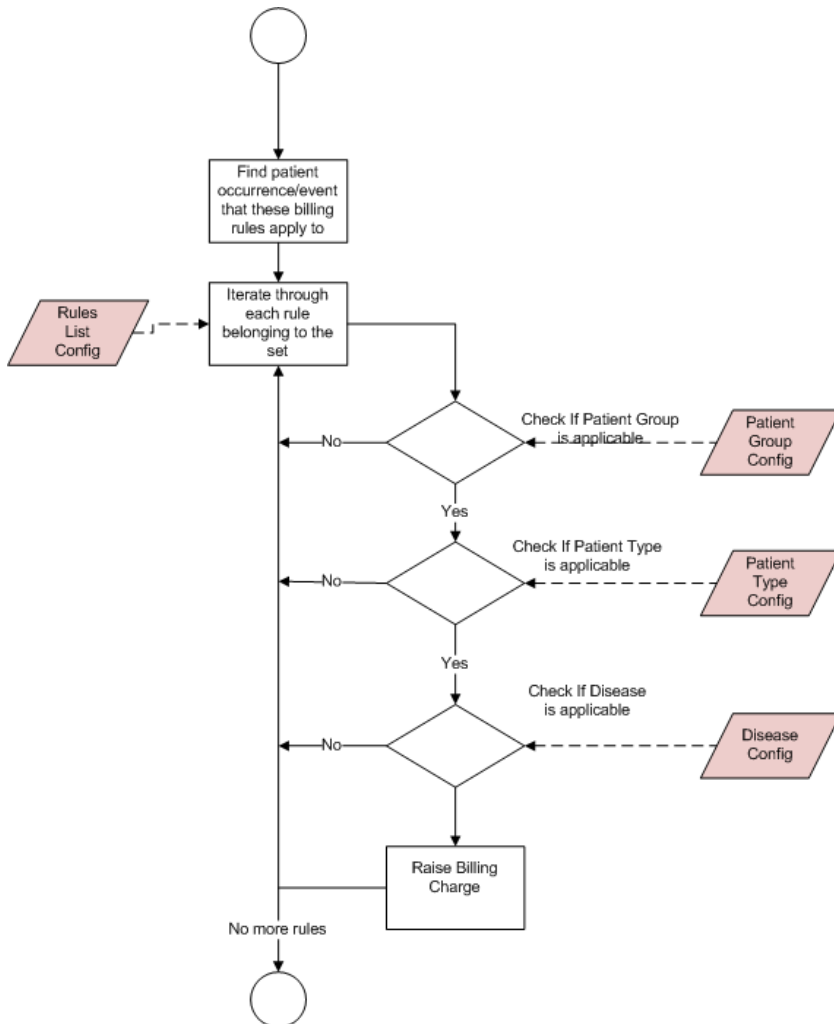 Find patient
occurrence/event
that these billing
rules apply to
Rules
List
Config
Iterate through
each rule
belonging to the
set
Check If Patient Group
is applicable
Patient
Group
Config
No
Yes
Check If Patient Type
is applicable
Patient
Type
Config
No
Yes
Check If Disease
is applicable
Disease
Config
No
Raise Billing
Charge
No more rules